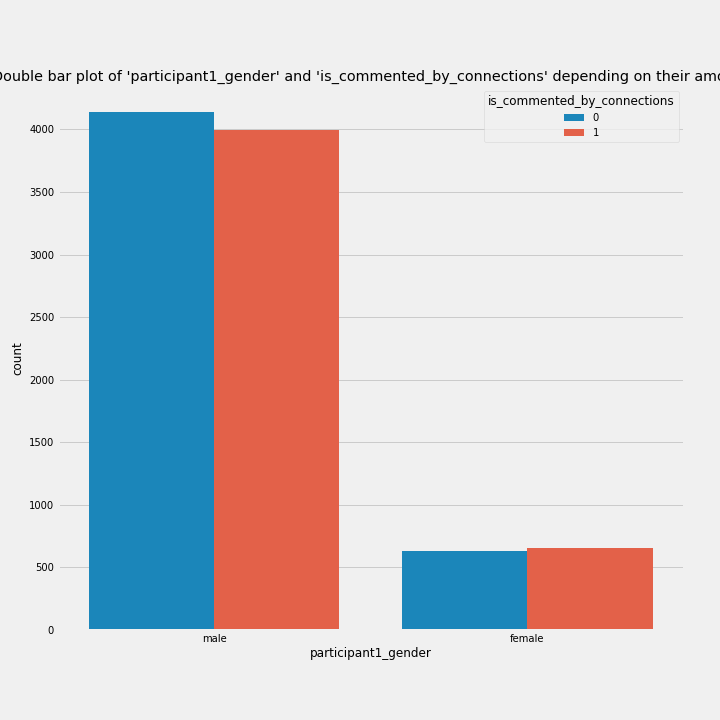 Double bar plot of 'participant1_gender' and 'is_commented_by_connections' depending on their
is_commented_by_connections
0
1
4000
3500
3000
2500
2000
1500
1000
500
0
count
male female
participant1_gender